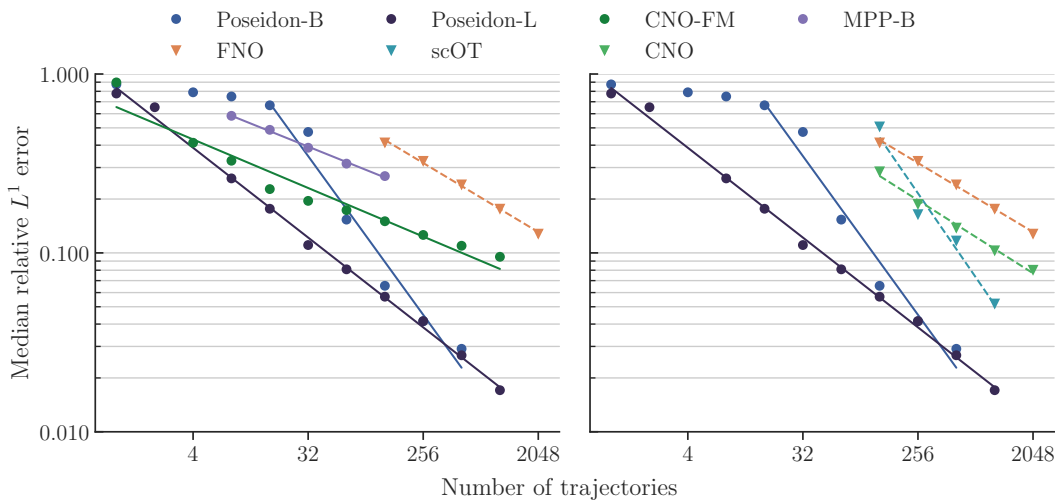 Poseidon-B Poseidon-L CNO-FM MPP-B
FNO scOT CNO
Median relative L¹ error
1.000
0.100
0.010
4 32 256 2048
4 32 256 2048
Number of trajectories